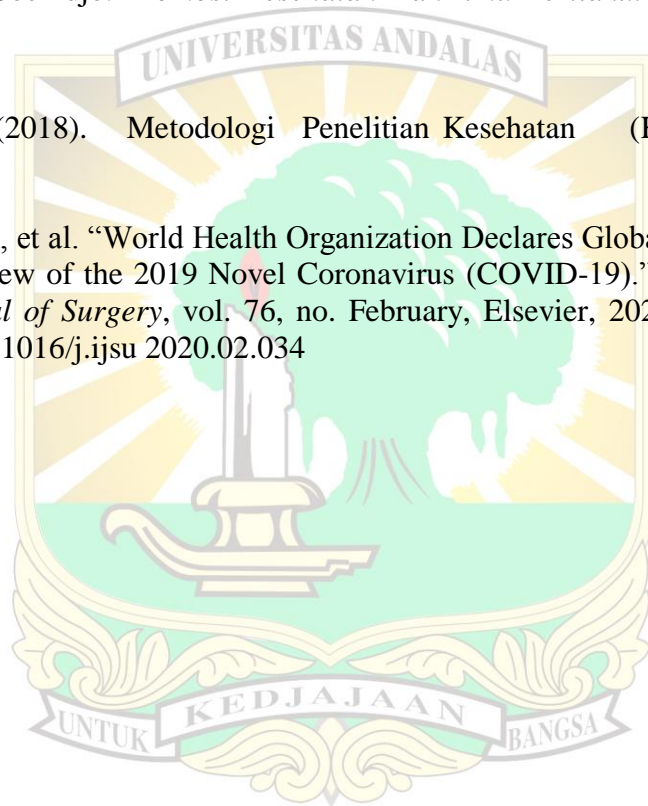 UNIVERSITAS ANDALAS
(2018). Metodologi Penelitian Kesehatan
, et al. “World Health Organization Declares Globa
ew of the 2019 Novel Coronavirus (COVID-19).”
al of Surgery, vol. 76, no. February, Elsevier, 202
1016/j.ijsu 2020.02.034
UNTUK KEDJAJAAN BANGSA